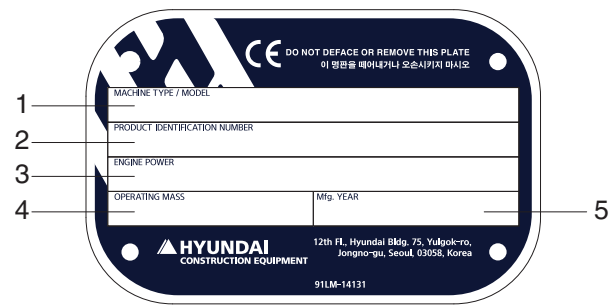 DO NOT DEFACE OR REMOVE THIS PLATE
이 명판을 떼어내거나 오손시키지 마시오
1
MACHINE TYPE / MODEL
2
PRODUCT IDENTIFICATION NUMBER
3
ENGINE POWER
4
OPERATING MASS
Mfg. YEAR
5
HYUNDAI
CONSTRUCTION EQUIPMENT
12th Fl., Hyundai Bldg. 75, Yulgok-ro,
Jongno-gu, Seoul, 03058, Korea
91LM-14131